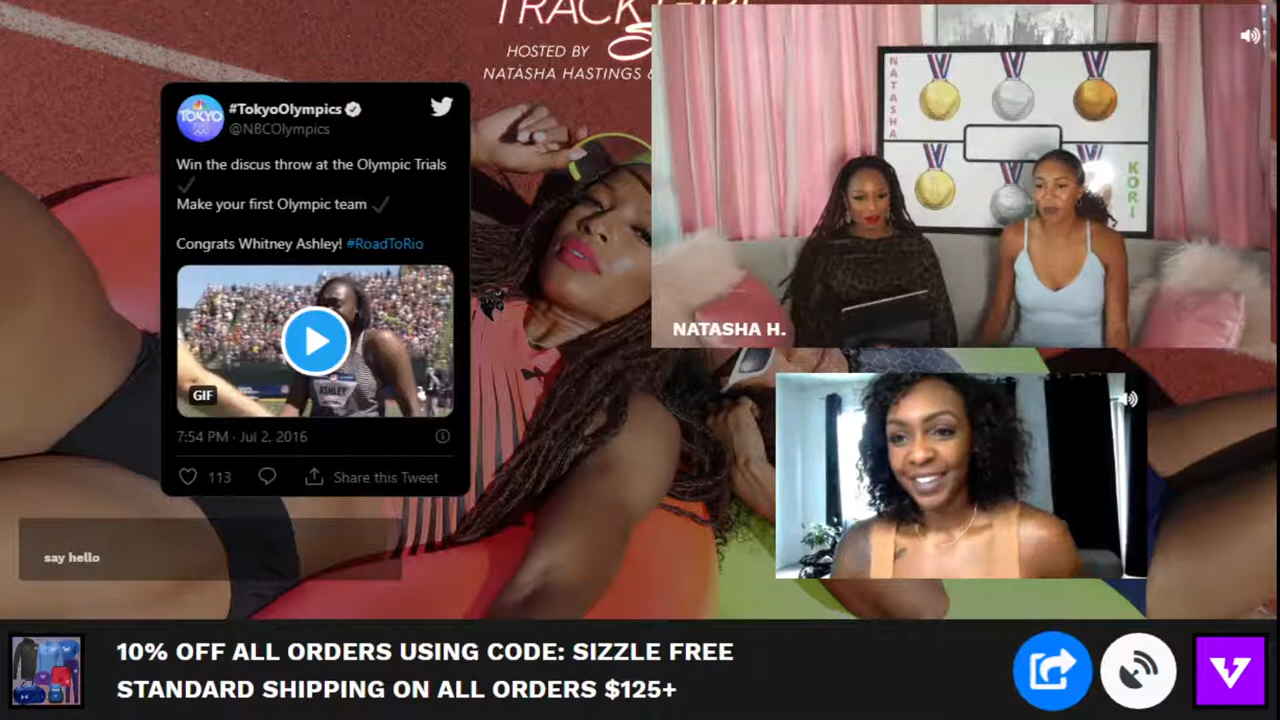 HOSTED BY
NATASHA HASTINGS &
#TokyoOlympics
@NBCOlympics
Win the discus throw at the Olympic Trials
Make your first Olympic team
Congrats Whitney Ashley! #RoadToRio
TOKYO
ASHLEY
GIF
7:54 PM · Jul 2, 2016
113
Share this Tweet
say hello
NATASHA
KORI
NATASHA H.
10% OFF ALL ORDERS USING CODE: SIZZLE FREE
STANDARD SHIPPING ON ALL ORDERS $125+